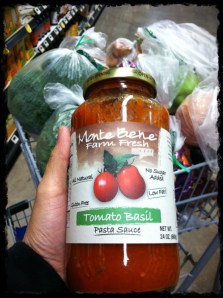 Monte Bene
Farm Fresh
All Natural
No Sugar
Added
Gluten Free
Low Fat!
Tomato Basil
Pasta Sauce
NET WT.
24 OZ.